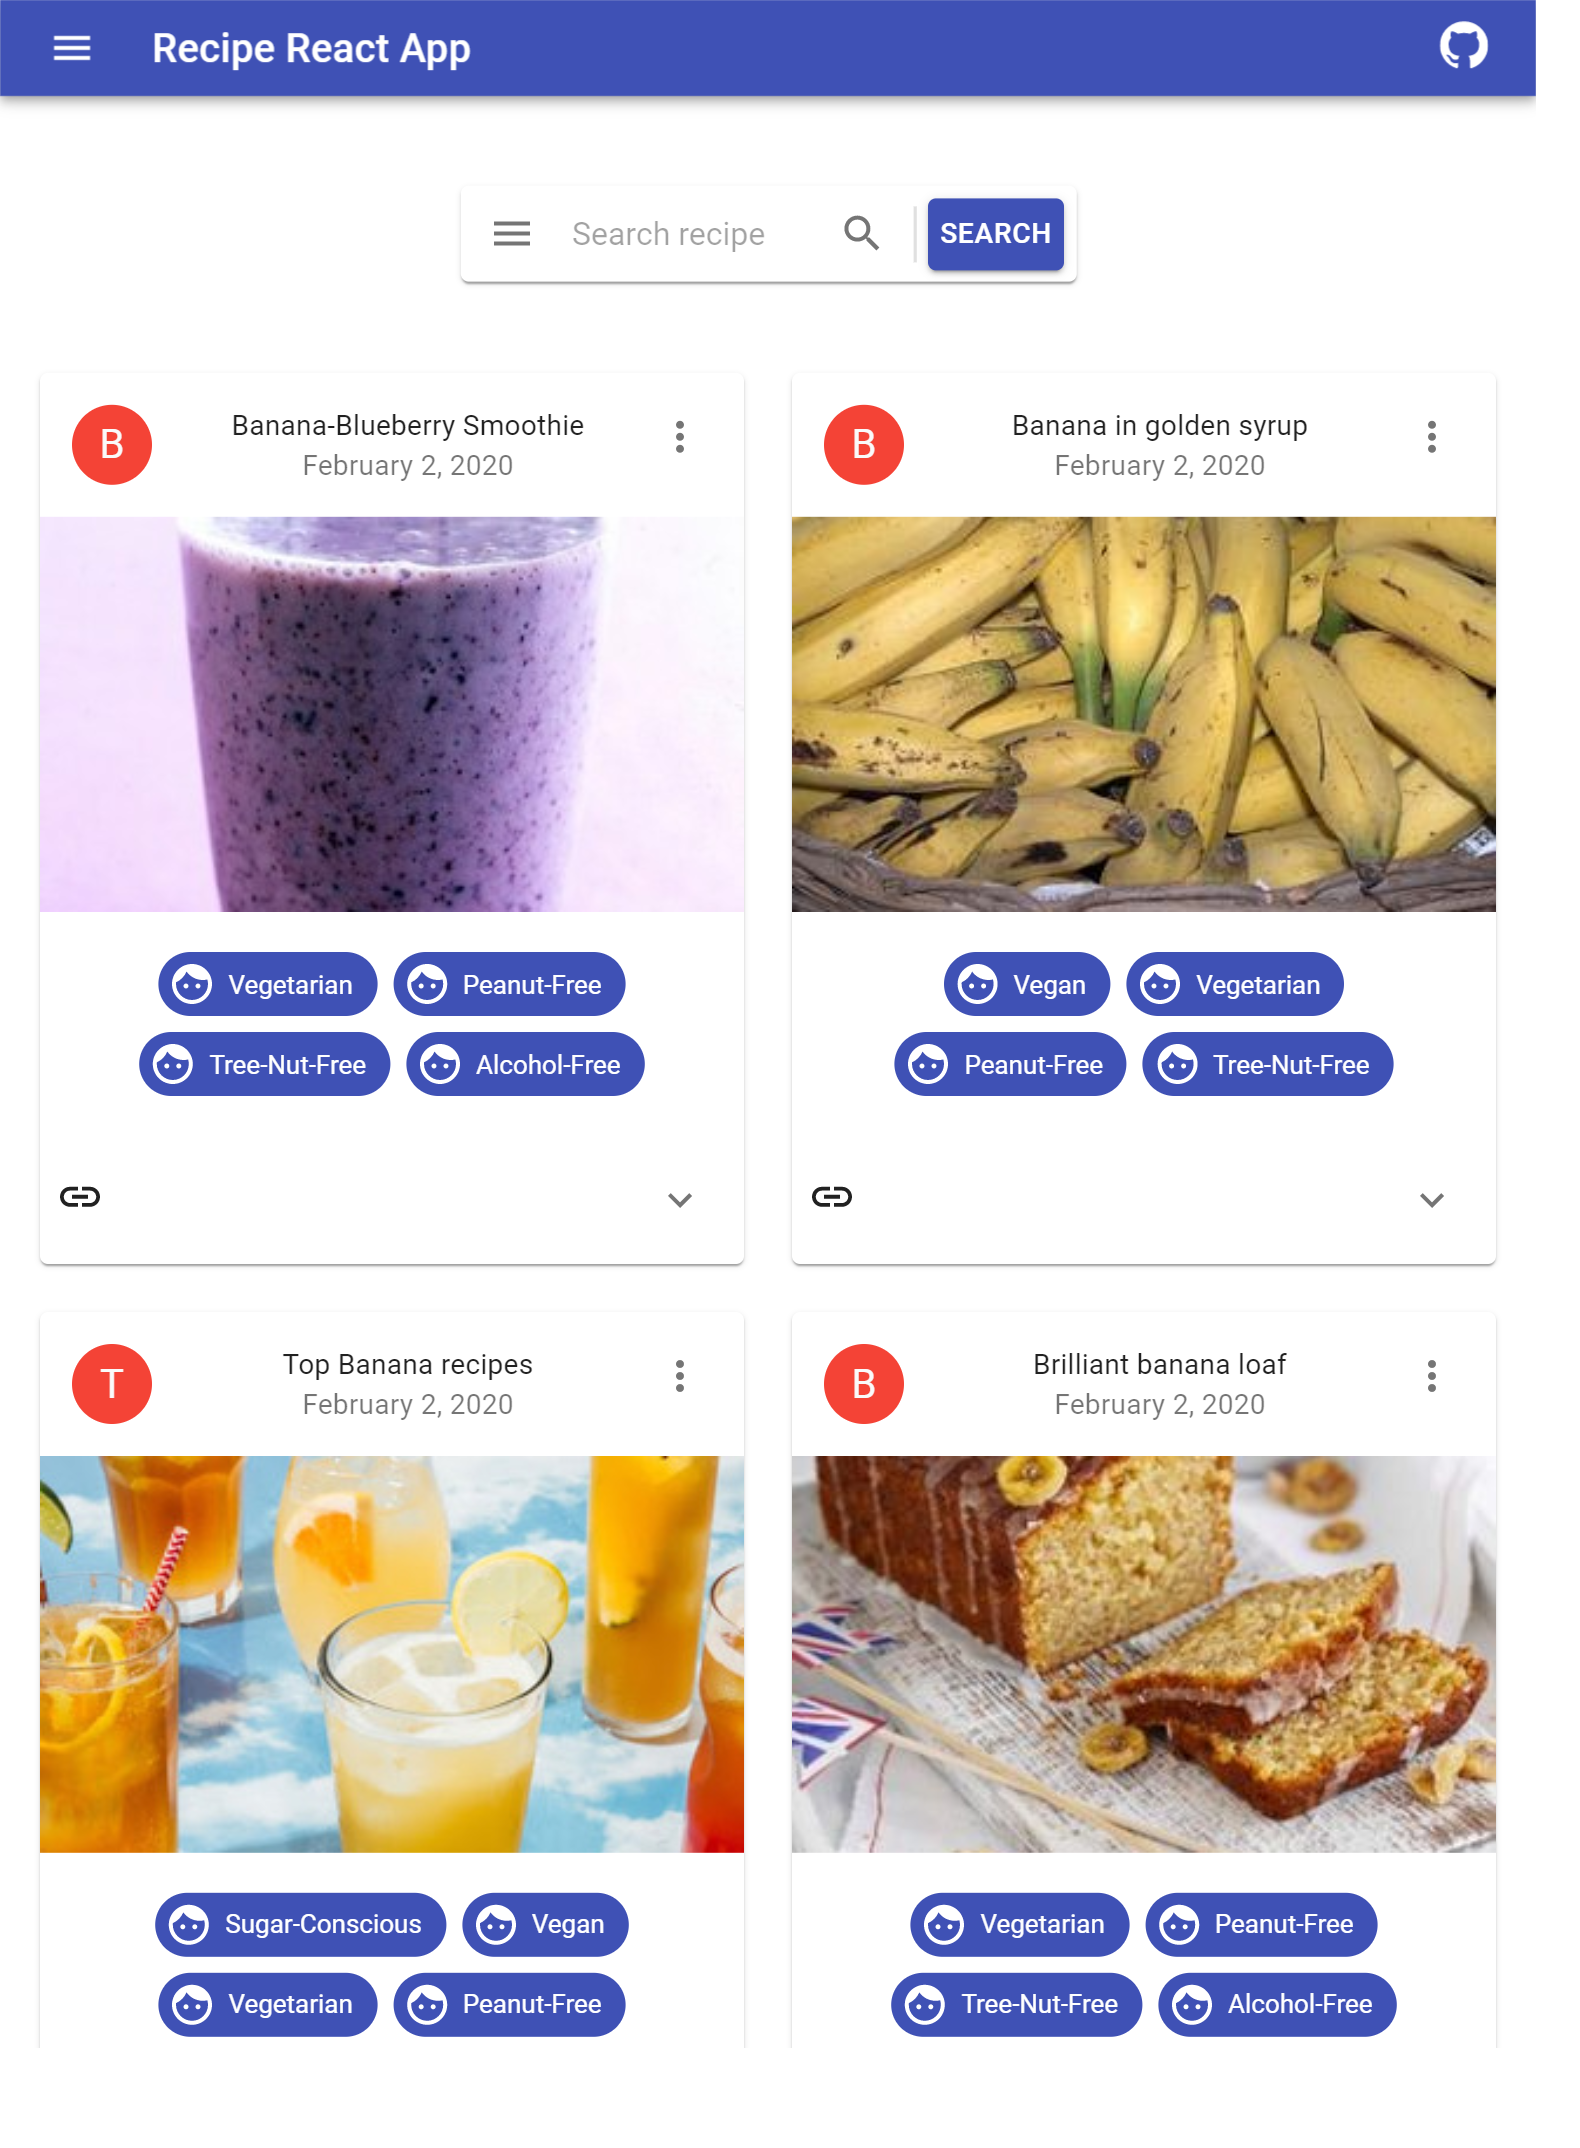 Recipe React App
Search recipe
SEARCH
B
Banana-Blueberry Smoothie
February 2, 2020
Vegetarian
Peanut-Free
Tree-Nut-Free
Alcohol-Free
B
Banana in golden syrup
February 2, 2020
Vegan
Vegetarian
Peanut-Free
Tree-Nut-Free
T
Top Banana recipes
February 2, 2020
Sugar-Conscious
Vegan
Vegetarian
Peanut-Free
B
Brilliant banana loaf
February 2, 2020
Vegetarian
Peanut-Free
Tree-Nut-Free
Alcohol-Free